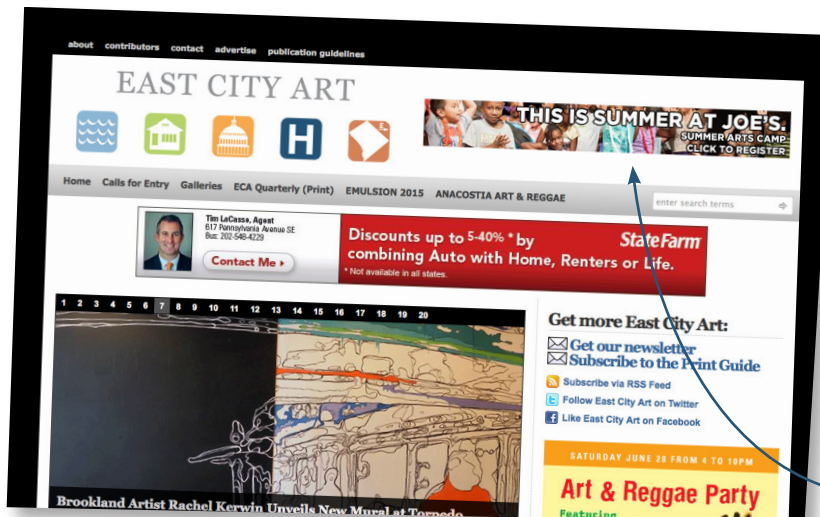 about contributors contact advertise publication guidelines
EAST CITY ART
H
THIS IS SUMMER AT JOE'S.
SUMMER ARTS CAMP
CLICK TO REGISTER
Home Calls for Entry Galleries ECA Quarterly (Print) EMULSION 2015 ANACOSTIA ART & REGGAE
enter search terms
Tim LaCasse, Agent
617 Pennsylvania Avenue SE
Bus: 202-548-4229
Contact Me
Discounts up to 5-40% * by
combining Auto with Home, Renters or Life.
* Not available in all states.
State Farm
1 2 3 4 5 6 7 8 9 10 11 12 13 14 15 16 17 18 19 20
Brookland Artist Rachel Kerwin Unveils New Mural at Torpedo
Get more East City Art:
Get our newsletter
Subscribe to the Print Guide
Subscribe via RSS Feed
Follow East City Art on Twitter
Like East City Art on Facebook
SATURDAY JUNE 28 FROM 4 TO 10PM
Art & Reggae Party
Featuring